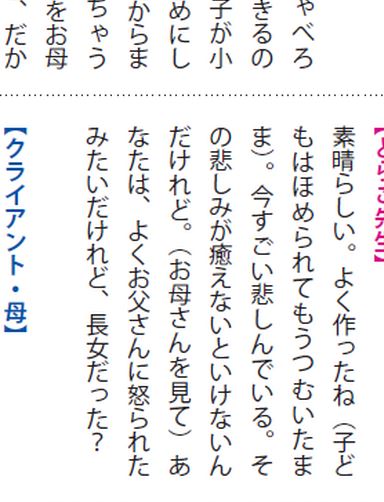 ゃべろ
きるの
子が小
めにし
からま
ちゃう
をお母
、だか
素晴らしい。よく作ったね（子ど
もはほめられてもうつむいたま
ま）。今すごい悲しんでいる。そ
の悲しみが癒えないといけないん
だけれど。（お母さんを見て）あ
なたは、よくお父さんに怒られた
みたいだけれど、長女だった？
【クライアント・母】